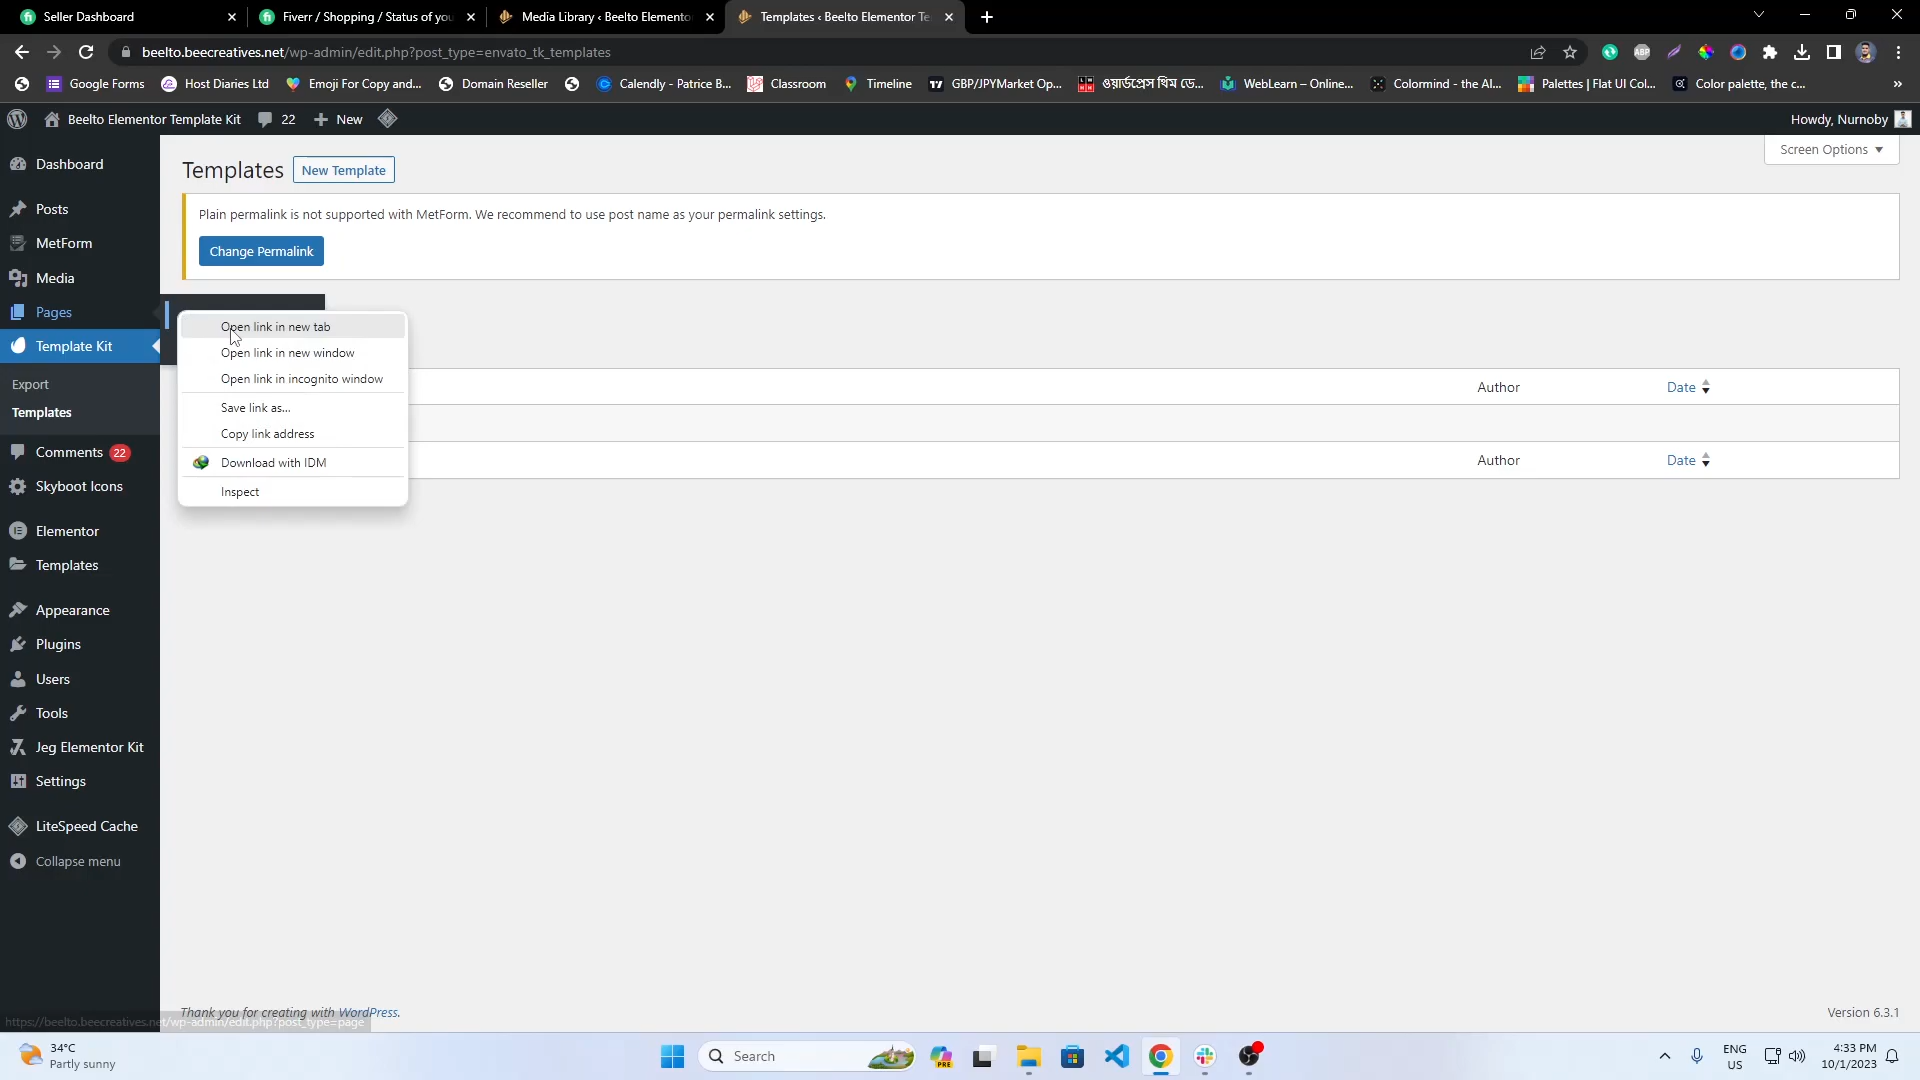 Seller Dashboard
Fiverr / Shopping / Status of you
Media Library ‹ Beelto Elemento
Templates ‹ Beelto Elementor Te
beelto.beecreatives.net/wp-admin/edit.php?post_type=envato_tk_templates
ABP
Google Forms
Host Diaries Ltd
Emoji For Copy and...
Domain Reseller
Calendly - Patrice B...
Classroom
Timeline
GBP/JPYMarket Op...
ওয়ার্ডপ্রেস থিম ডে...
WebLearn – Online...
Colormind - the AI...
Palettes | Flat UI Col...
Color palette, the c...
»
Beelto Elementor Template Kit
22
+ New
Howdy, Nurnoby
Screen Options
Templates
New Template
Plain permalink is not supported with MetForm. We recommend to use post name as your permalink settings.
Change Permalink
Dashboard
Posts
MetForm
Media
Pages
Template Kit
Export
Templates
Comments 22
Skyboot Icons
Elementor
Templates
Appearance
Plugins
Users
Tools
Jeg Elementor Kit
Settings
LiteSpeed Cache
Collapse menu
Open link in new tab
Open link in new window
Open link in incognito window
Save link as...
Copy link address
Download with IDM
Inspect
Author
Date
Author
Date
Thank you for creating with WordPress.
Version 6.3.1
https://beelto.beecreatives.net/wp-admin/edit.php?post_type=page
34°C
Partly sunny
Search
PRE
ENG
US
4:33 PM
10/1/2023